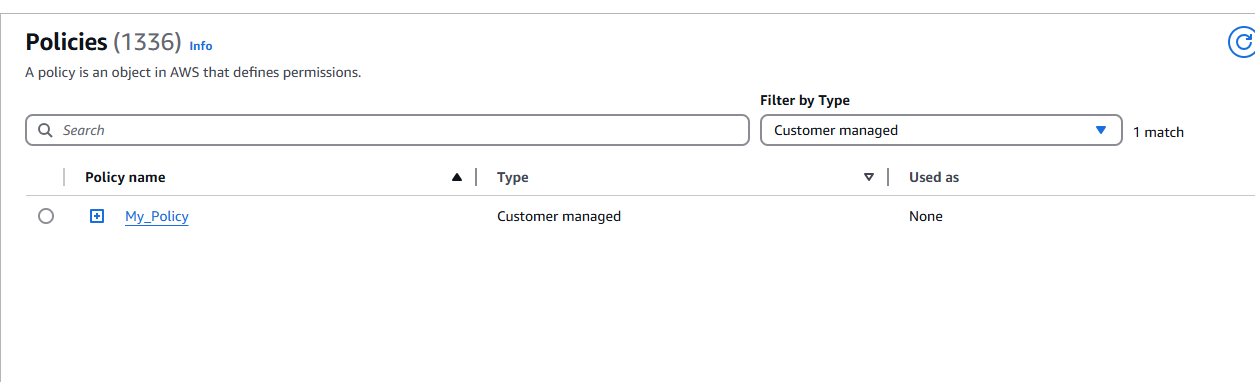 Policies (1336) Info
A policy is an object in AWS that defines permissions.
Filter by Type
Search
Customer managed
1 match
Policy name
Type
Used as
My_Policy
Customer managed
None